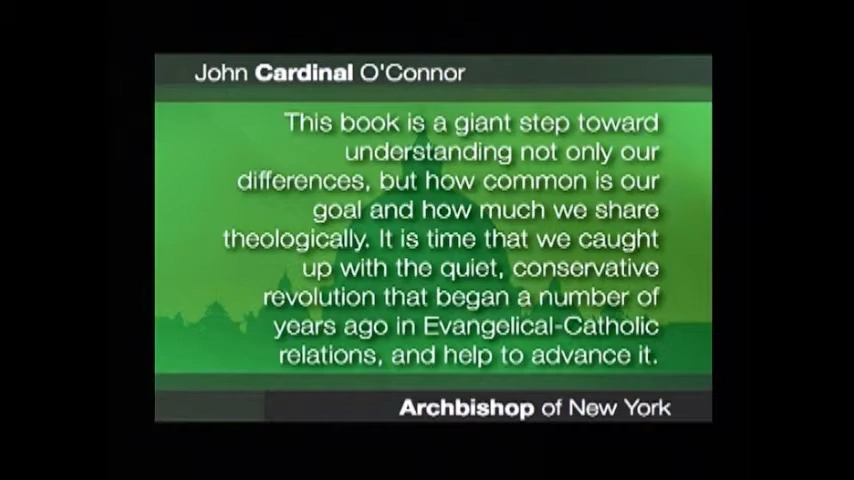 John Cardinal O'Connor
This book is a giant step toward
understanding not only our
differences, but how common is our
goal and how much we share
theologically. It is time that we caught
up with the quiet, conservative
revolution that began a number of
years ago in Evangelical-Catholic
relations, and help to advance it.
Archbishop of New York